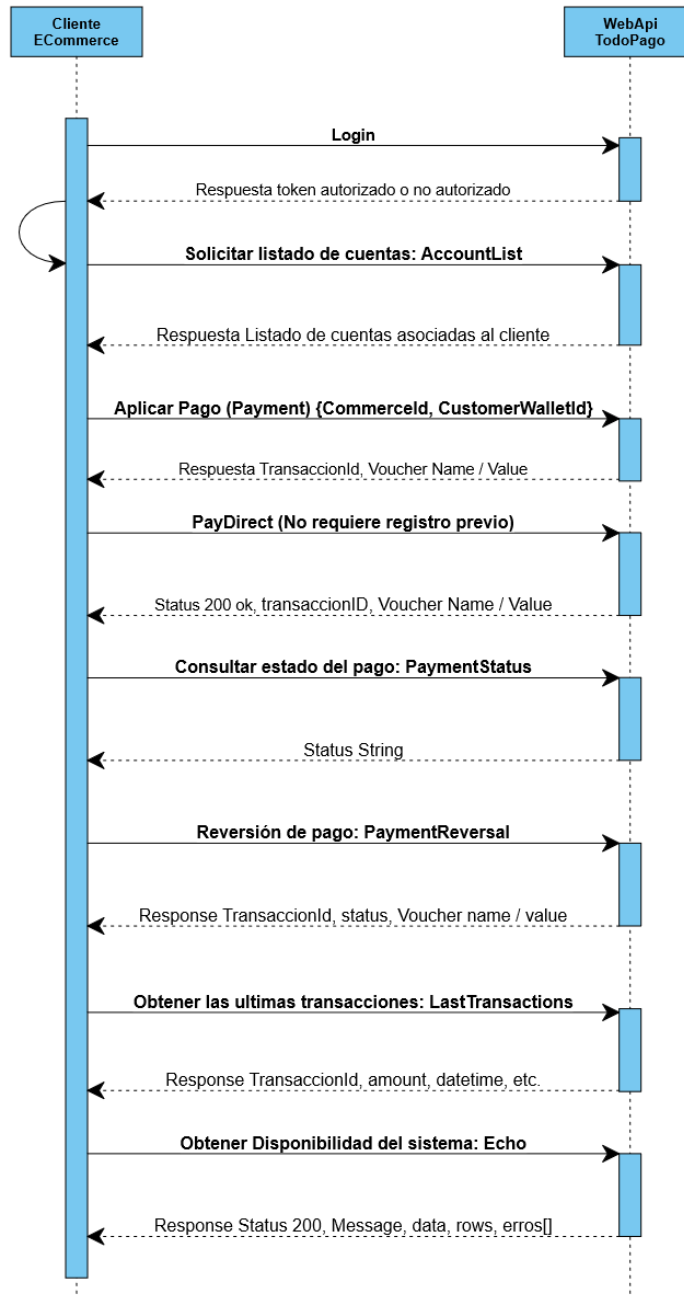 Cliente
ECommerce
WebApi
TodoPago
Login
Respuesta token autorizado o no autorizado
Solicitar listado de cuentas: AccountList
Respuesta Listado de cuentas asociadas al cliente
Aplicar Pago (Payment) {CommerceId, CustomerWalletId}
Respuesta TransaccionId, Voucher Name / Value
PayDirect (No requiere registro previo)
Status 200 ok, transaccionID, Voucher Name / Value
Consultar estado del pago: PaymentStatus
Status String
Reversión de pago: PaymentReversal
Response TransaccionId, status, Voucher name / value
Obtener las ultimas transacciones: LastTransactions
Response TransaccionId, amount, datetime, etc.
Obtener Disponibilidad del sistema: Echo
Response Status 200, Message, data, rows, erros[]